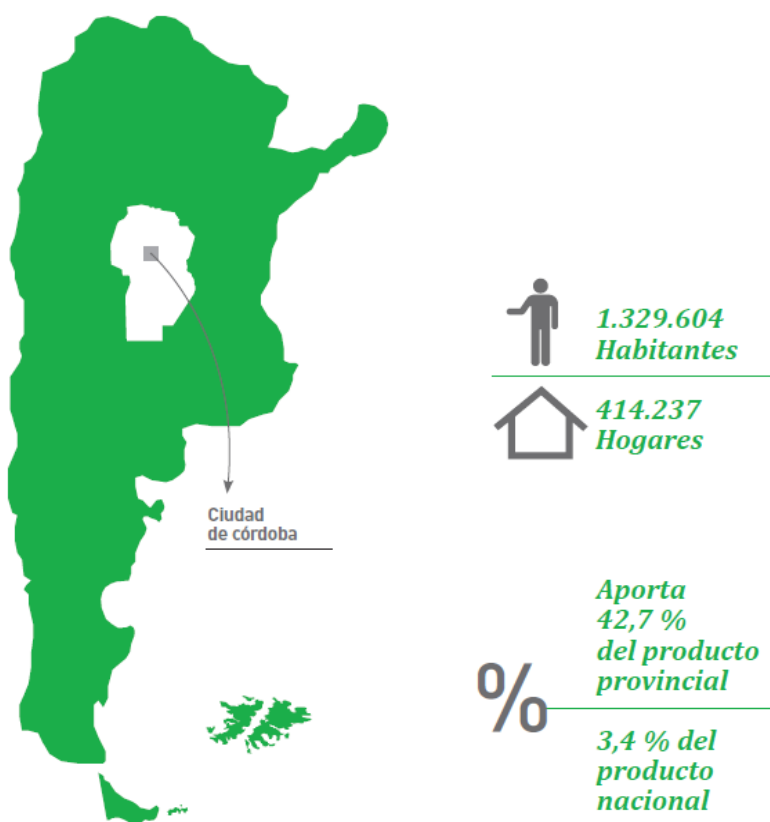 1.329.604
Habitantes
414.237
Hogares
Ciudad
de córdoba
Aporta
42,7 %
del producto
provincial
%
3,4 % del
producto
nacional